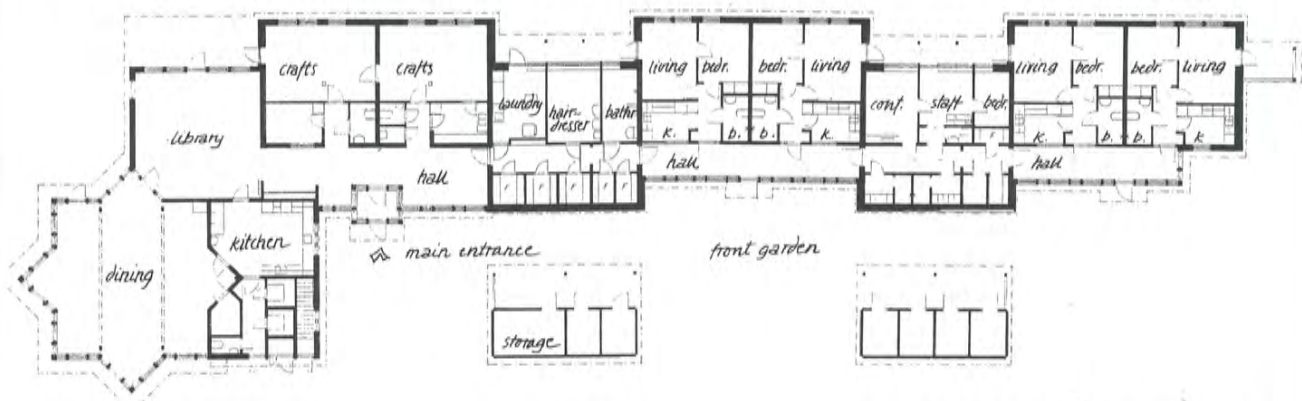 crafts
crafts
living
bedr.
bedr.
living
living
bedr.
bedr.
living
laundry
hair-
dresser
bathr
cont.
staff
bedr.
library
k.
b.
b.
k.
k.
b.
b.
k
hall
hall
hall
r
r
r
r
r
kitchen
main entrance
front garden
dining
storage